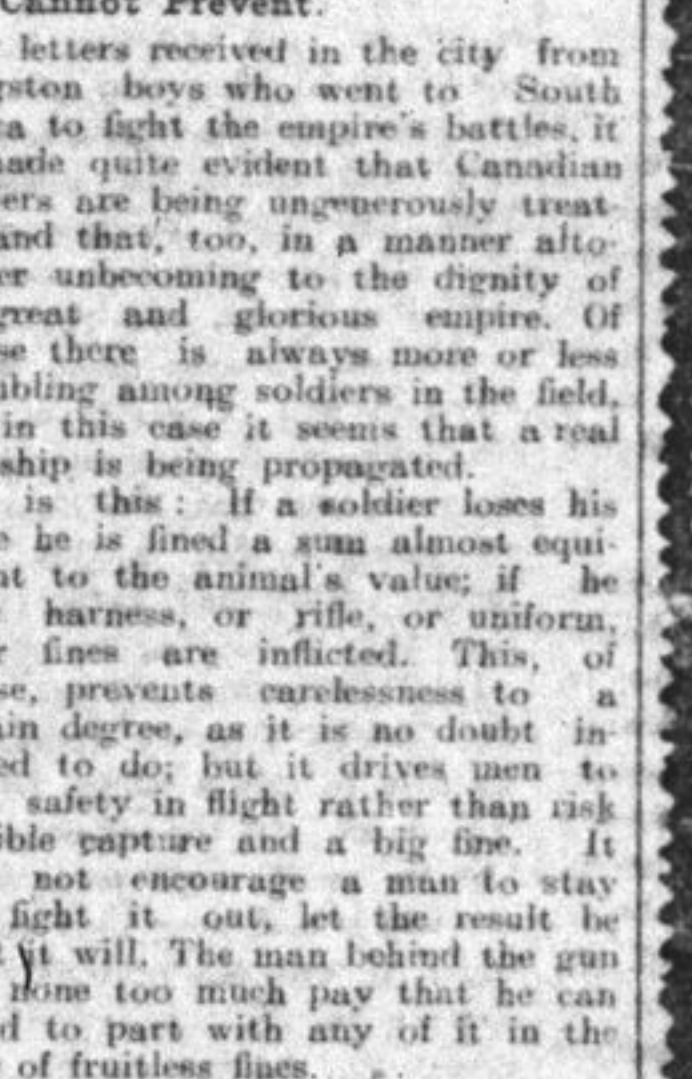 Cannot Prevent.
letters received in the city from
gston boys who went to South
ca to fight the empire's battles, it
made quite evident that Canadian
ers are being ungenerously treat-
and that, too, in a manner alto-
er unbecoming to the dignity of
great and glorious empire. Of
se there is always more or less
mbling among soldiers in the field,
in this case it seems that a real
ship is being propagated.
is this: If a soldier loses his
e he is fined a sum almost equi-
nt to the animal's value; if he
harness, or rifle, or uniform,
r fines are inflicted. This, of
se, prevents carelessness to a
ain degree, as it is no doubt in-
ed to do; but it drives men to
safety in flight rather than risk
ible capture and a big fine. It
not encourage a man to stay
fight it out, let the result be
t it will. The man behind the gun
none too much pay that he can
d to part with any of it in the
of fruitless fines.